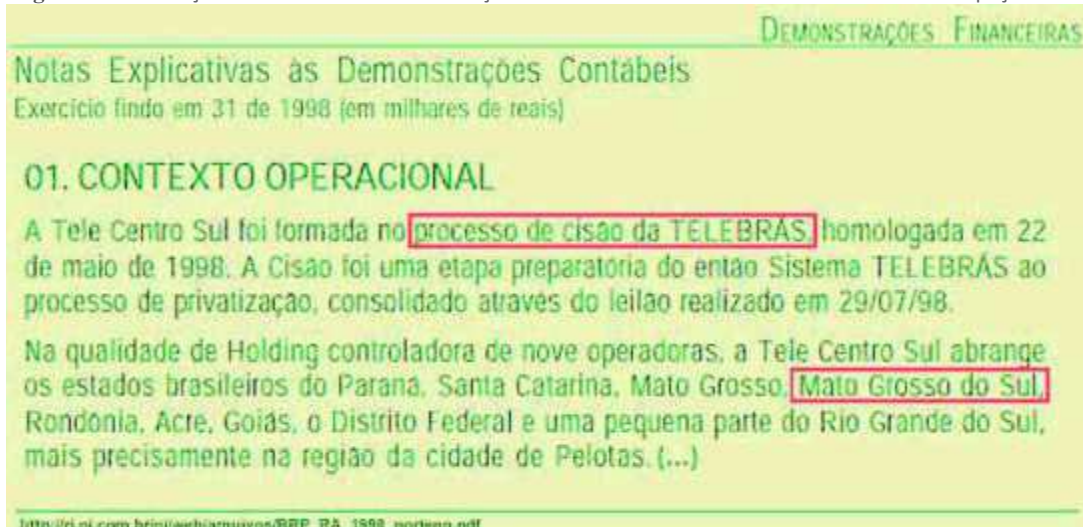 DEMONSTRAÇÕES FINANCEIRAS
Notas Explicativas às Demonstrações Contábeis
Exercício findo em 31 de 1998 (em milhares de reais)
01. CONTEXTO OPERACIONAL
A Tele Centro Sul foi formada no processo de cisão da TELEBRÁS, homologada em 22
de maio de 1998. A Cisão foi uma etapa preparatória do então Sistema TELEBRÁS ao
processo de privatização, consolidado através do leilão realizado em 29/07/98.
Na qualidade de Holding controladora de nove operadoras, a Tele Centro Sul abrange
os estados brasileiros do Paraná, Santa Catarina, Mato Grosso, Mato Grosso do Sul,
Rondônia, Acre, Goiás, o Distrito Federal e uma pequena parte do Rio Grande do Sul,
mais precisamente na região da cidade de Pelotas. (...)